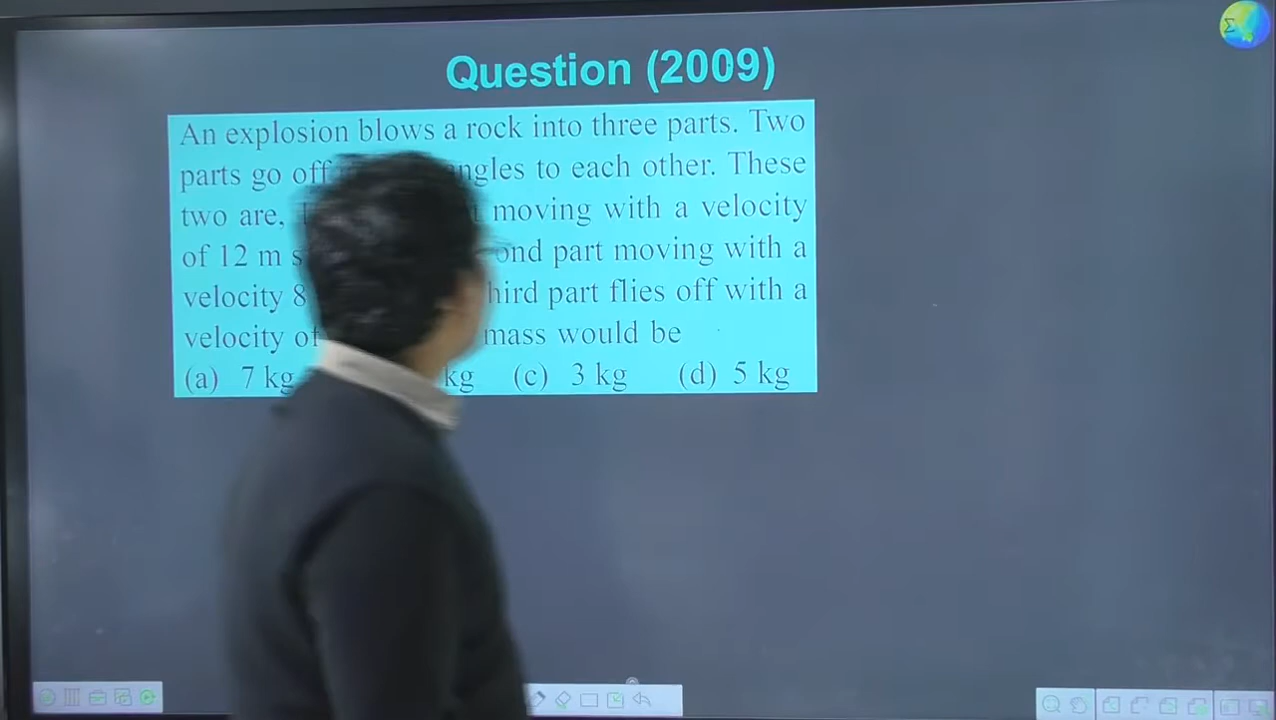 Question (2009)
An explosion blows a rock into three parts. Two
parts go off angles to each other. These
two are, moving with a velocity
of 12 m s ond part moving with a
velocity 8 hird part flies off with a
velocity of mass would be
(a) 7 kg kg (c) 3 kg (d) 5 kg